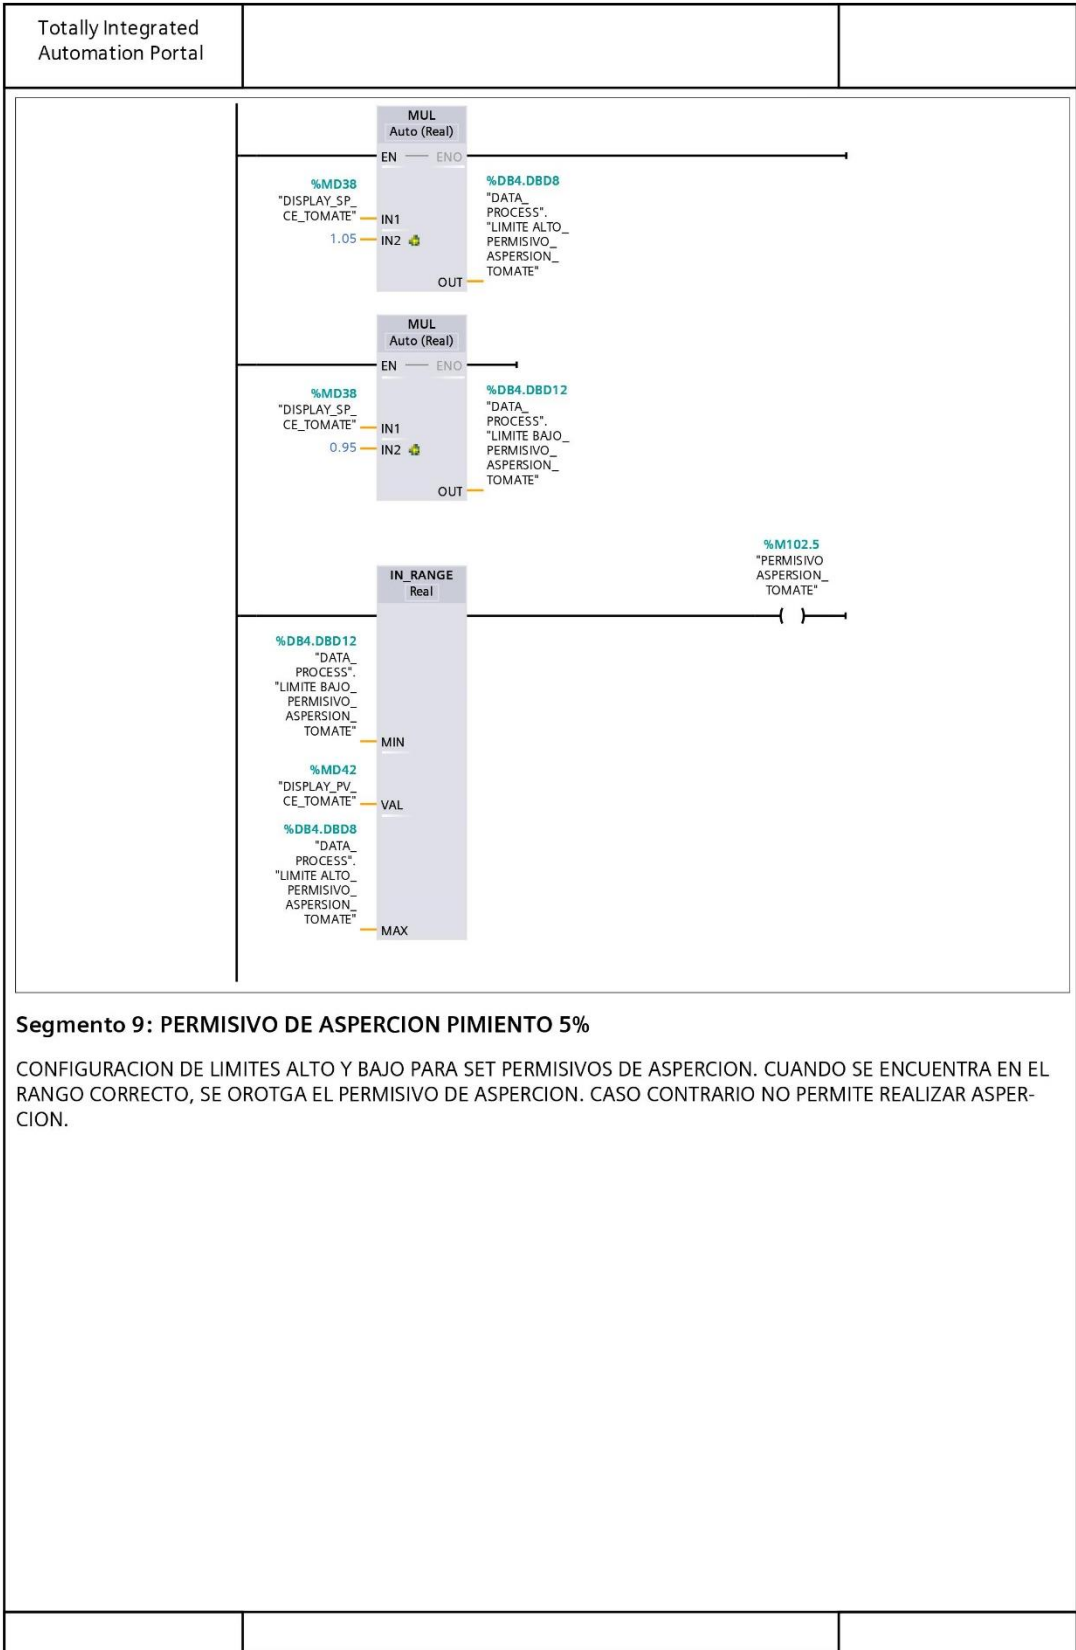 Totally Integrated
Automation Portal
MUL
Auto (Real)
EN ENO
%MD38
"DISPLAY_SP_
CE_TOMATE"
IN1
1.05
IN2
%DB4.DBD8
"DATA_
PROCESS".
"LIMITE ALTO_
PERMISIVO_
ASPERSION_
TOMATE"
OUT
MUL
Auto (Real)
EN ENO
%MD38
"DISPLAY_SP_
CE_TOMATE"
IN1
0.95
IN2
%DB4.DBD12
"DATA_
PROCESS".
"LIMITE BAJO_
PERMISIVO_
ASPERSION_
TOMATE"
OUT
IN_RANGE
Real
%M102.5
"PERMISIVO
ASPERSION_
TOMATE"
( )
%DB4.DBD12
"DATA_
PROCESS".
"LIMITE BAJO_
PERMISIVO_
ASPERSION_
TOMATE"
MIN
%MD42
"DISPLAY_PV_
CE_TOMATE"
VAL
%DB4.DBD8
"DATA_
PROCESS".
"LIMITE ALTO_
PERMISIVO_
ASPERSION_
TOMATE"
MAX
Segmento 9: PERMISIVO DE ASPERCION PIMIENTO 5%
CONFIGURACION DE LIMITES ALTO Y BAJO PARA SET PERMISIVOS DE ASPERCION. CUANDO SE ENCUENTRA EN EL
RANGO CORRECTO, SE OROTGA EL PERMISIVO DE ASPERCION. CASO CONTRARIO NO PERMITE REALIZAR ASPER-
CION.